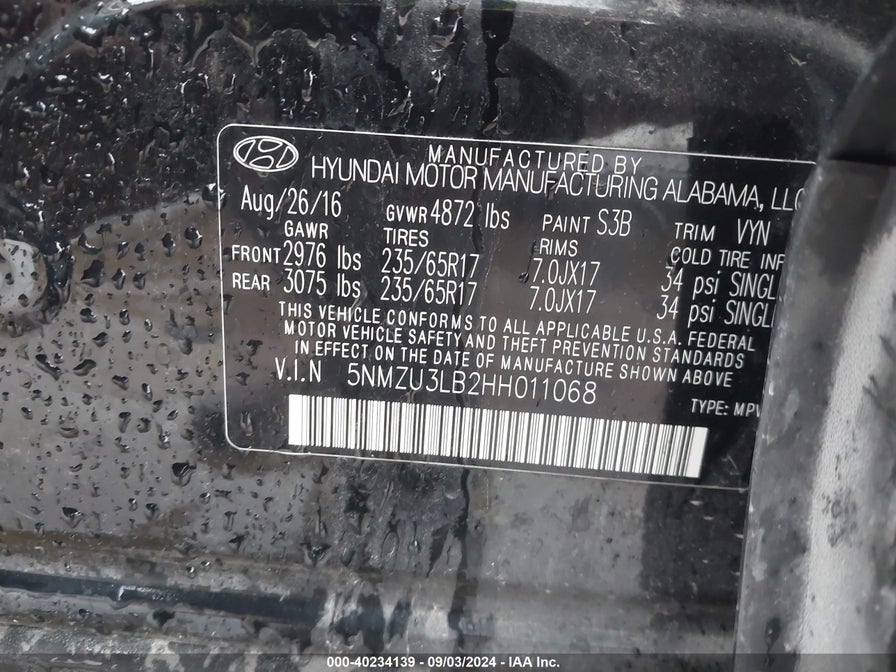 MANUFACTURED BY
HYUNDAI MOTOR MANUFACTURING ALABAMA, LLC
Aug/26/16 GVWR 4872 lbs PAINT S3B TRIM VYN
GAWR TIRES RIMS COLD TIRE INF
FRONT 2976 lbs 235/65R17 7.0JX17 34 psi SINGL
REAR 3075 lbs 235/65R17 7.0JX17 34 psi SINGL
THIS VEHICLE CONFORMS TO ALL APPLICABLE U.S.A. FEDERAL
MOTOR VEHICLE SAFETY AND THEFT PREVENTION STANDARDS
IN EFFECT ON THE DATE OF MANUFACTURE SHOWN ABOVE
V.I.N 5NMZU3LB2HH011068
TYPE: MPV
000-40234139 - 09/03/2024 - IAA Inc.